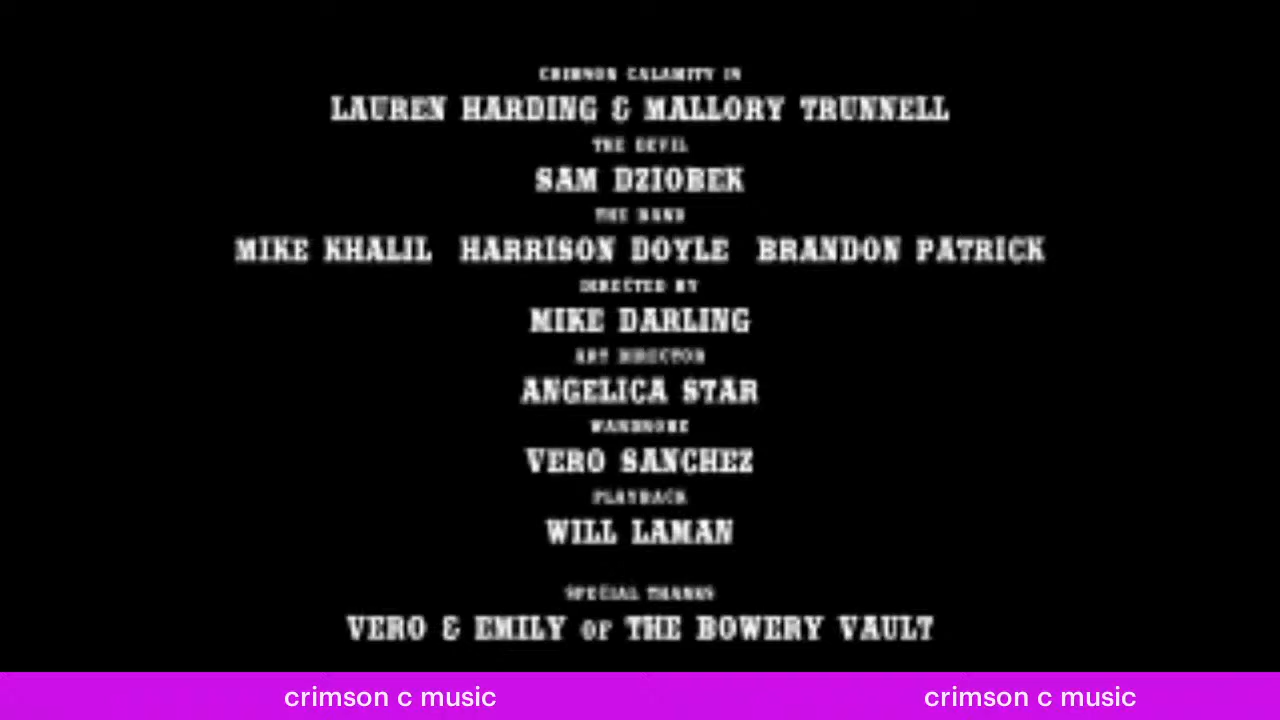 CRIMSON CALAMITY IS
LAUREN HARDING & MALLORY TRUNNELL
THE DEVIL
SAM DZIOBEK
THE BAND
MIKE KHALIL HARRISON DOYLE BRANDON PATRICK
DIRECTED BY
MIKE DARLING
ART DIRECTOR
ANGELICA STAR
WARDROBE
VERO SANCHEZ
PLAYBACK
WILL LAMAN
SPECIAL THANKS
VERO & EMILY OF THE BOWERY VAULT
crimson c music crimson c music